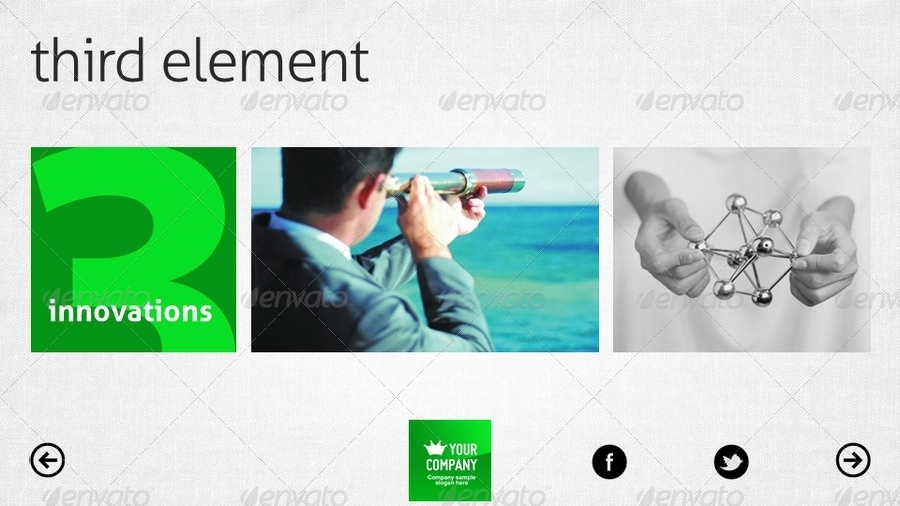 third element
envato envato envato envato envato
3
innovations
envato envato envato envato envato
YOUR
COMPANY
Company sample
slogan here
f
envato envato envato envato envato